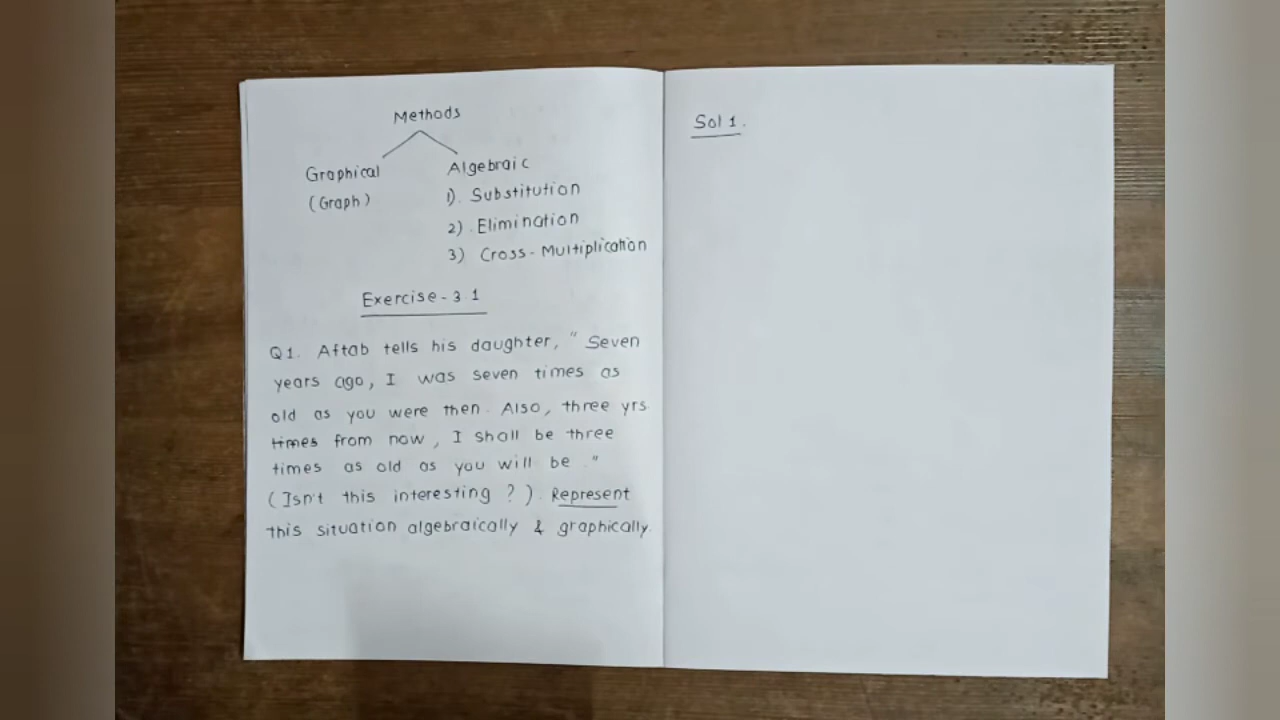 Methods
Graphical
(Graph)
Algebraic
1). Substitution
2). Elimination
3) Cross-Multiplication
Exercise-3.1
Q1. Aftab tells his daughter, "Seven
years ago, I was seven times as
old as you were then. Also, three yrs
times from now, I shall be three
times as old as you will be."
(Isn't this interesting?). Represent
this situation algebraically & graphically.
Sol 1.